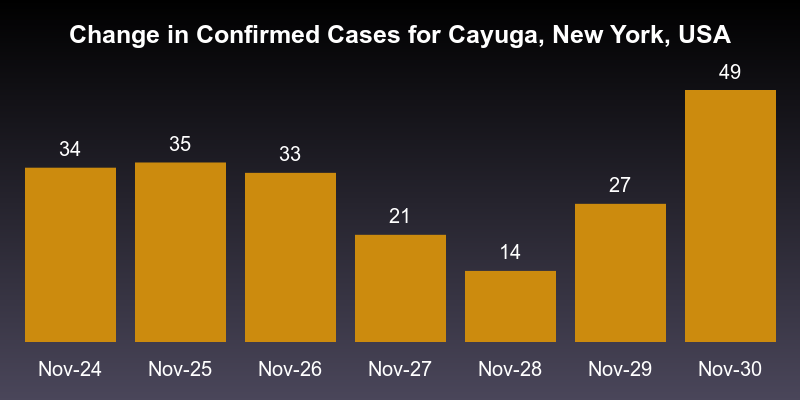 Change in Confirmed Cases for Cayuga, New York, USA
49
34 35 33
27
21
14
Nov-24 Nov-25 Nov-26 Nov-27 Nov-28 Nov-29 Nov-30